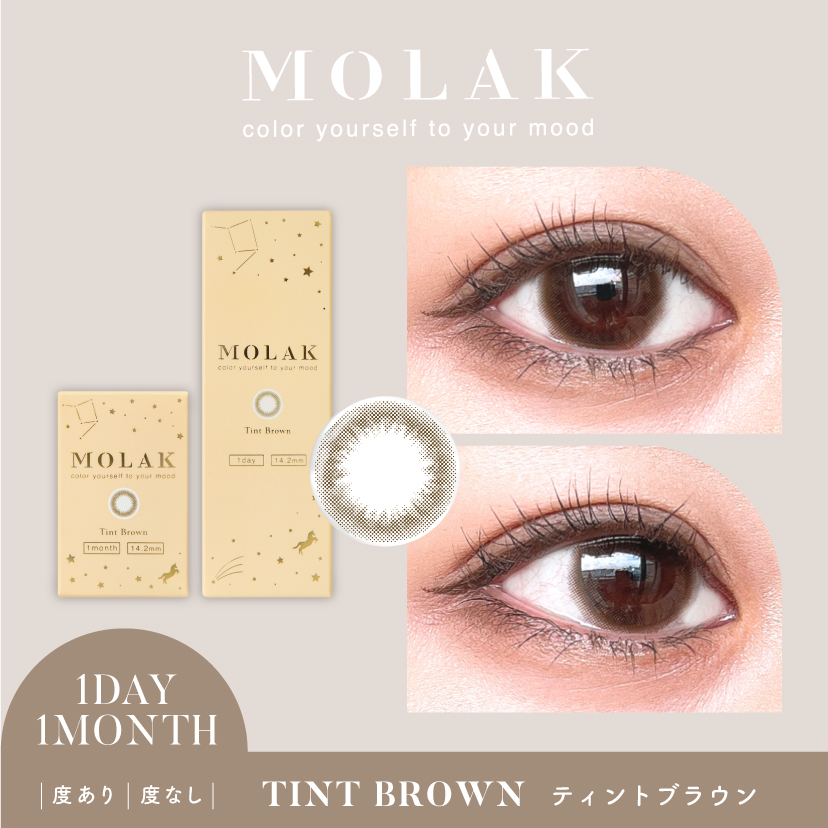 MOLAK
color yourself to your mood
MOLAK
color yourself to your mood
Tint Brown
1day 14.2mm
MOLAK
color yourself to your mood
Tint Brown
1month 14.2mm
1DAY
1MONTH
度あり 度なし
TINT BROWN ティントブラウン